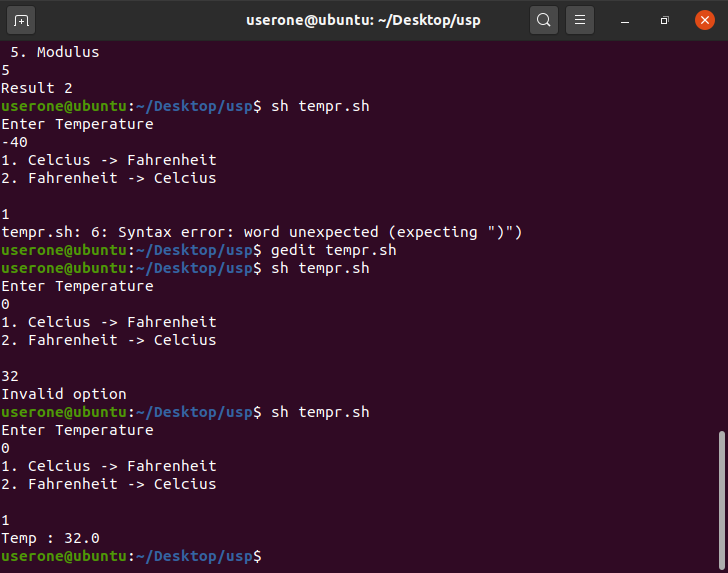 userone@ubuntu: ~/Desktop/usp
5. Modulus
5
Result 2
userone@ubuntu:~/Desktop/usp$ sh tempr.sh
Enter Temperature
-40
1. Celcius -> Fahrenheit
2. Fahrenheit -> Celcius
1
tempr.sh: 6: Syntax error: word unexpected (expecting ")")
userone@ubuntu:~/Desktop/usp$ gedit tempr.sh
userone@ubuntu:~/Desktop/usp$ sh tempr.sh
Enter Temperature
0
1. Celcius -> Fahrenheit
2. Fahrenheit -> Celcius
32
Invalid option
userone@ubuntu:~/Desktop/usp$ sh tempr.sh
Enter Temperature
0
1. Celcius -> Fahrenheit
2. Fahrenheit -> Celcius
1
Temp : 32.0
userone@ubuntu:~/Desktop/usp$